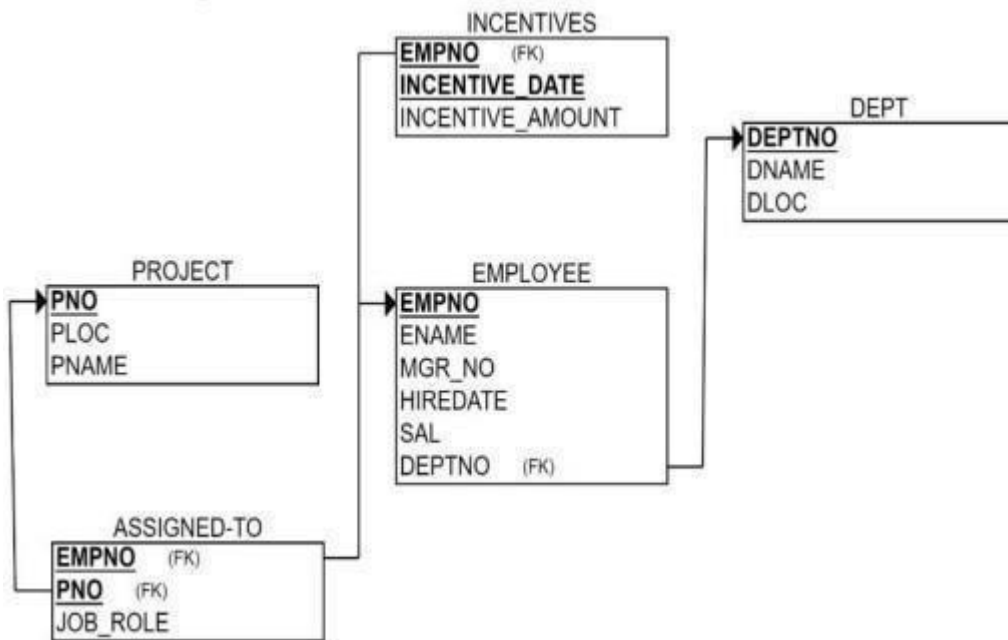 INCENTIVES
EMPNO (FK)
INCENTIVE_DATE
INCENTIVE_AMOUNT
DEPT
DEPTNO
DNAME
DLOC
PROJECT
PNO
PLOC
PNAME
EMPLOYEE
EMPNO
ENAME
MGR_NO
HIREDATE
SAL
DEPTNO (FK)
ASSIGNED-TO
EMPNO (FK)
PNO (FK)
JOB_ROLE